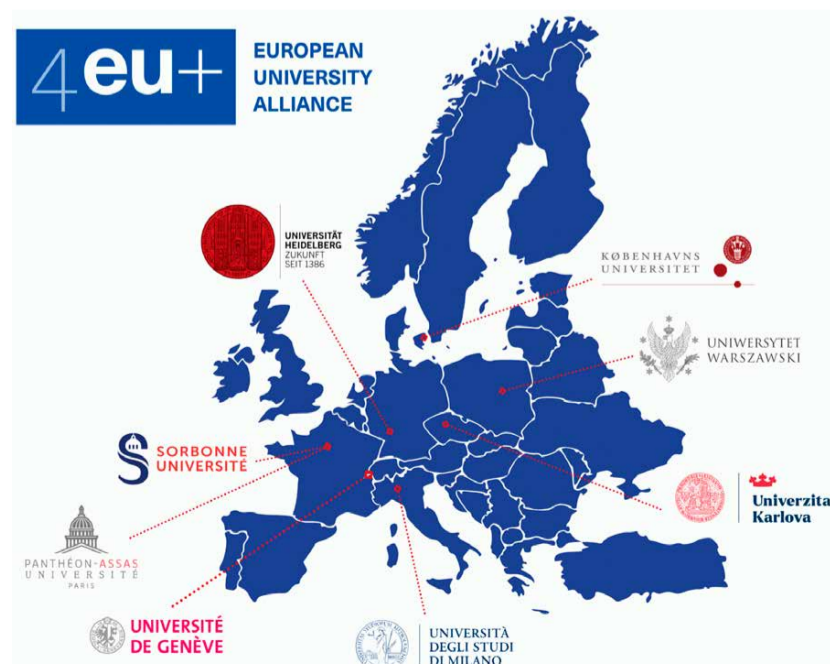 4eu+
EUROPEAN
UNIVERSITY
ALLIANCE
UNIVERSITÄT
HEIDELBERG
ZUKUNFT
SEIT 1386
KØBENHAVNS
UNIVERSITET
UNIWERSYTET
WARSZAWSKI
SORBONNE
UNIVERSITÉ
Univerzita
Karlova
PANTHÉON-ASSAS
UNIVERSITÉ
PARIS
UNIVERSITÉ
DE GENÈVE
UNIVERSITÀ
DEGLI STUDI
DI MILANO